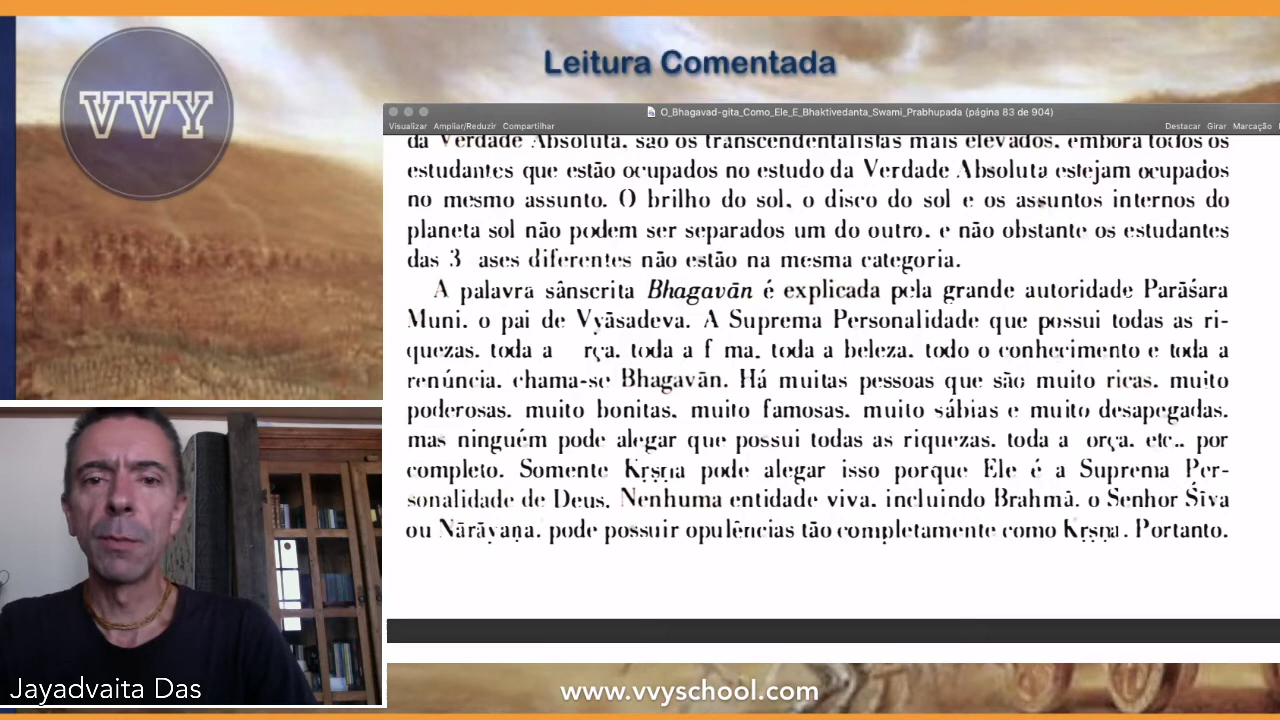 VVY
Leitura Comentada
O_Bhagavad-gita_Como_Ele_E_Bhaktivedanta_Swami_Prabhupada (página 83 de 904)
Visualizar Ampliar/Reduzir Compartilhar
Destacar Girar Marcação
da Verdade Absoluta, são os transcendentalistas mais elevados, embora todos os
estudantes que estão ocupados no estudo da Verdade Absoluta estejam ocupados
no mesmo assunto. O brilho do sol, o disco do sol e os assuntos internos do
planeta sol não podem ser separados um do outro, e não obstante os estudantes
das 3 ases diferentes não estão na mesma categoria.
A palavra sânscrita Bhagavān é explicada pela grande autoridade Parāśara
Muni, o pai de Vyāsadeva. A Suprema Personalidade que possui todas as ri-
quezas, toda a rça, toda a f ma, toda a beleza, todo o conhecimento e toda a
renúncia, chama-se Bhagavān. Há muitas pessoas que são muito ricas, muito
poderosas, muito bonitas, muito famosas, muito sábias e muito desapegadas,
mas ninguém pode alegar que possui todas as riquezas, toda a orça, etc., por
completo. Somente Kṛṣṇa pode alegar isso porque Ele é a Suprema Per-
sonalidade de Deus. Nenhuma entidade viva, incluindo Brahmā, o Senhor Śiva
ou Nārāyaṇa, pode possuir opulências tão completamente como Kṛṣṇa. Portanto,
Jayadvaita Das
www.vvyschool.com